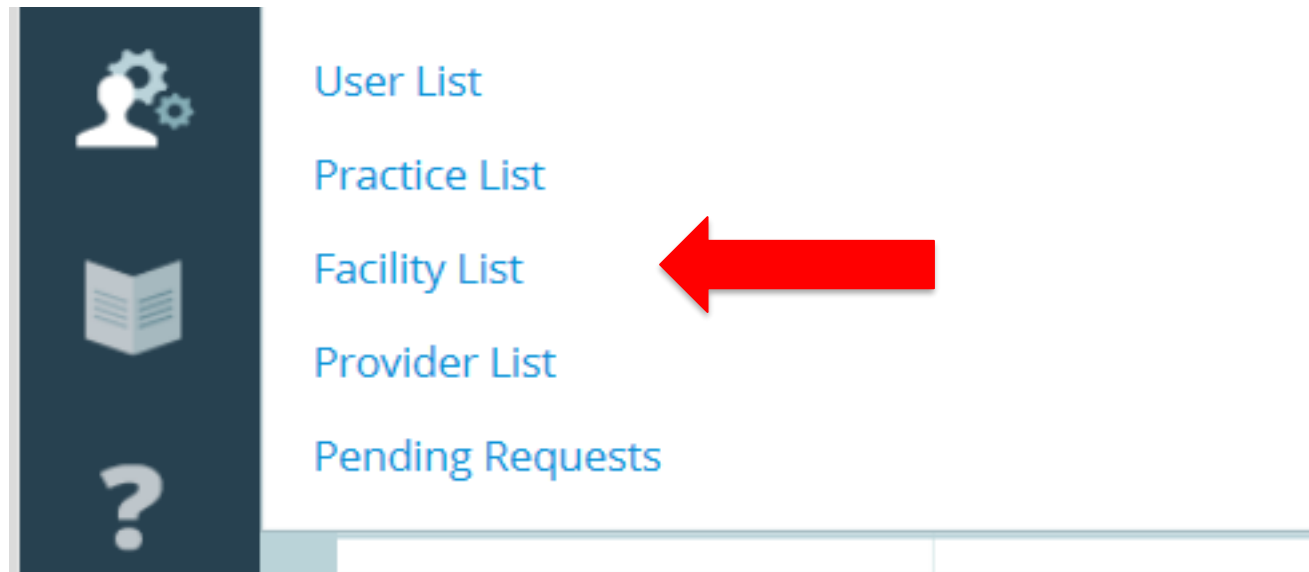 User List
Practice List
Facility List
Provider List
Pending Requests
?